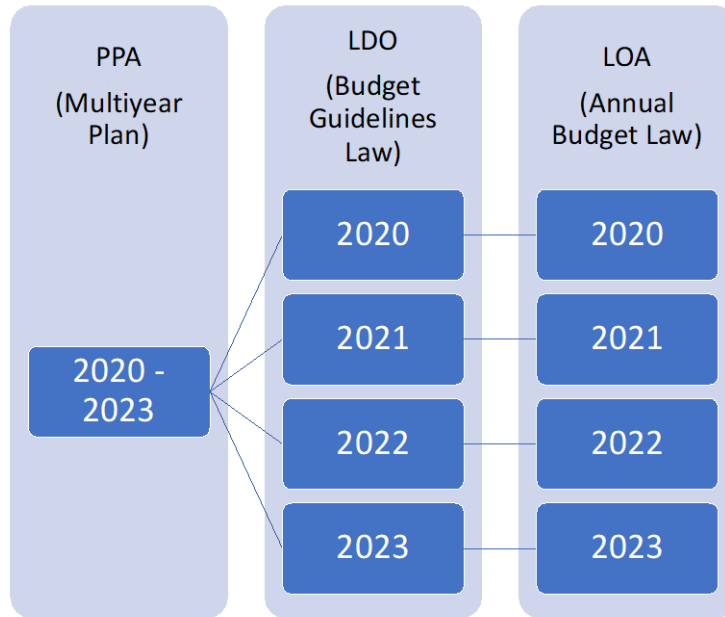 PPA
(Multiyear
Plan)
2020 -
2023
LDO
(Budget
Guidelines
Law)
2020
2021
2022
2023
LOA
(Annual
Budget Law)
2020
2021
2022
2023